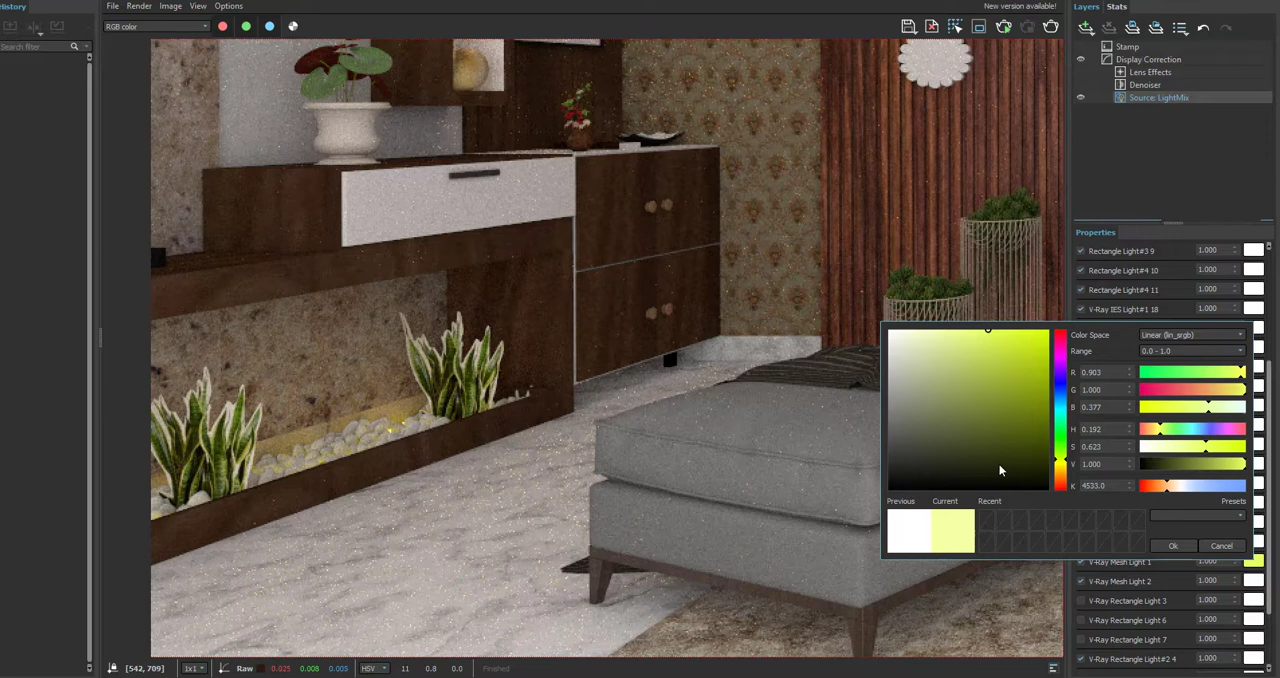 History
File Render Image View Options
New version available!
Layers Stats
RGB color
Search filter
Stamp
Display Correction
Lens Effects
Denoiser
Source: LightMix
Properties
Rectangle Light#3 9 1.000
Rectangle Light#4 10 1.000
Rectangle Light#4 11 1.000
V-Ray IES Light#1 18 1.000
Color Space Linear (lin_srgb)
Range 0.0 - 1.0
R 0.903
G 1.000
B 0.377
H 0.192
S 0.623
V 1.000
K 4533.0
Previous Current Recent Presets
Ok Cancel
V-Ray Mesh Light 1 1.000
V-Ray Mesh Light 2 1.000
V-Ray Rectangle Light 3 1.000
V-Ray Rectangle Light 6 1.000
V-Ray Rectangle Light 7 1.000
V-Ray Rectangle Light#2 4 1.000
[542, 709] 1x1 Raw 0.025 0.008 0.005 HSV 11 0.8 0.0 Finished